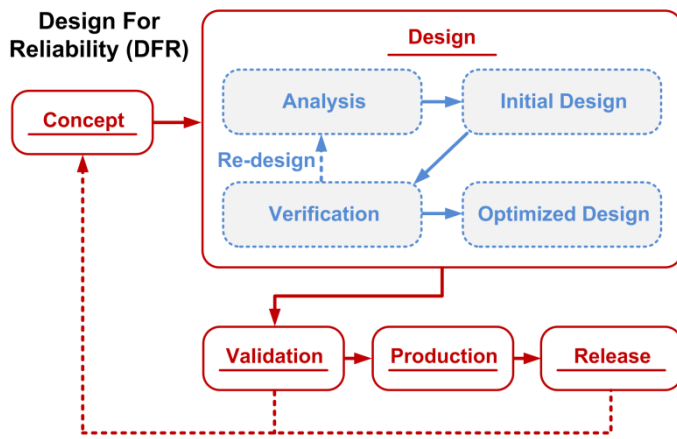 Design For
Reliability (DFR)
Design
Concept
Analysis
Initial Design
Re-design
Verification
Optimized Design
Validation
Production
Release